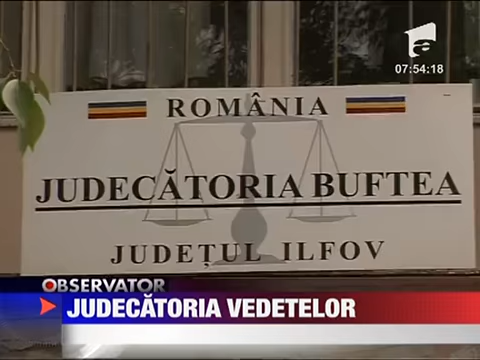 07:54:18
ROMÂNIA
JUDECĂTORIA BUFTEA
JUDEȚUL ILFOV
OBSERVATOR
JUDECĂTORIA VEDETELOR